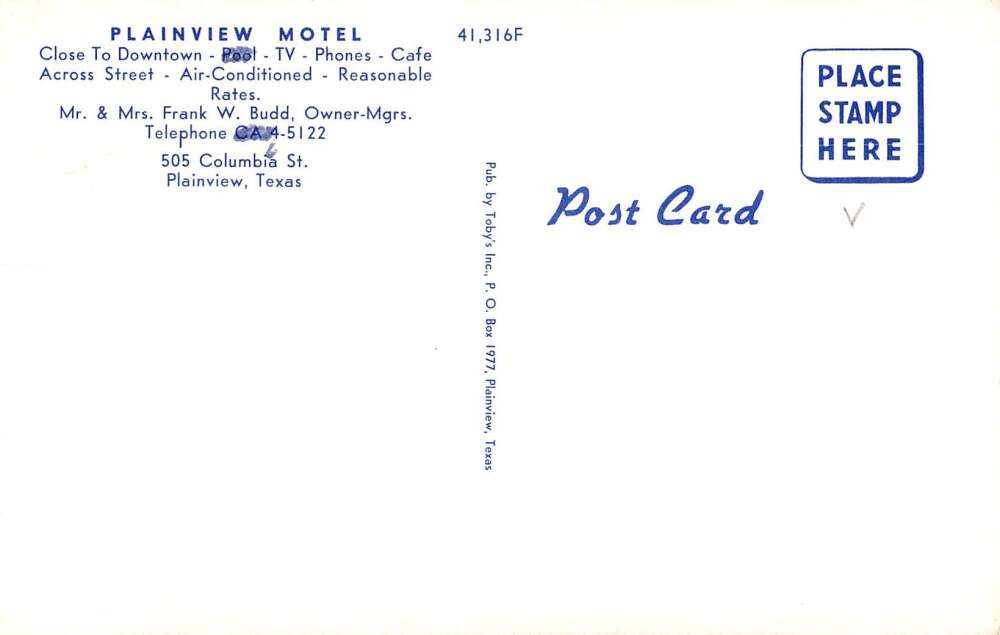 PLAINVIEW MOTEL
Close To Downtown - Pool - TV - Phones - Cafe
Across Street - Air-Conditioned - Reasonable
Rates.
Mr. & Mrs. Frank W. Budd, Owner-Mgrs.
Telephone CA 4-5122
6
505 Columbia St.
Plainview, Texas
41,316F
Pub. by Toby's Inc., P. O. Box 1977, Plainview, Texas
PLACE
STAMP
HERE
Post Card
V